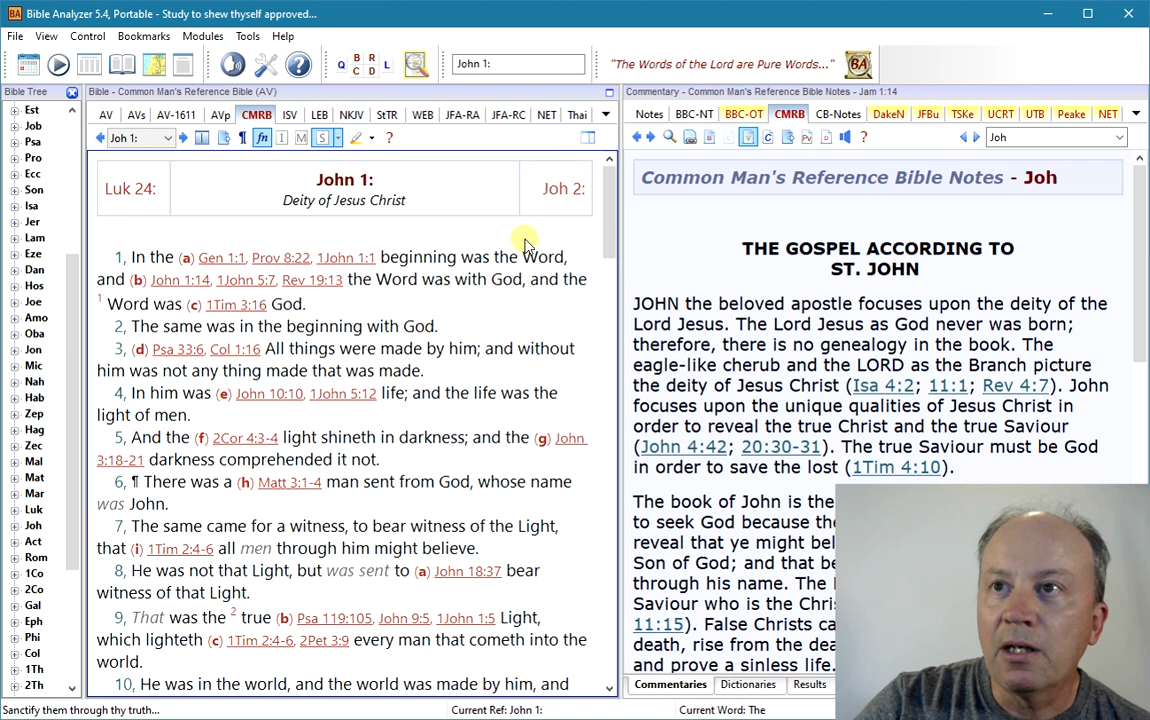 Bible Analyzer 5.4, Portable - Study to shew thyself approved...
File View Control Bookmarks Modules Tools Help
Q B R L C D
John 1:
"The Words of the Lord are Pure Words..."
BA
Bible Tree
Bible - Common Man's Reference Bible (AV)
Commentary - Common Man's Reference Bible Notes - Jam 1:14
AV AVs AV-1611 AVp CMRB ISV LEB NKJV StTR WEB JFA-RA JFA-RC NET Thai
Notes BBC-NT BBC-OT CMRB CB-Notes DakeN JFBu TSKe UCRT UTB Peake NET
Joh 1:
fn I M S
?
Joh
Est
Job
Psa
Pro
Ecc
Son
Isa
Jer
Lam
Eze
Dan
Hos
Joe
Amo
Oba
Jon
Mic
Nah
Hab
Zep
Hag
Zec
Mal
Mat
Mar
Luk
Joh
Act
Rom
1Co
2Co
Gal
Eph
Phi
Col
1Th
2Th
Luk 24:
John 1:
Deity of Jesus Christ
Joh 2:
1, In the (a) Gen 1:1, Prov 8:22, 1John 1:1 beginning was the Word,
and (b) John 1:14, 1John 5:7, Rev 19:13 the Word was with God, and the
1 Word was (c) 1Tim 3:16 God.
2, The same was in the beginning with God.
3, (d) Psa 33:6, Col 1:16 All things were made by him; and without
him was not any thing made that was made.
4, In him was (e) John 10:10, 1John 5:12 life; and the life was the
light of men.
5, And the (f) 2Cor 4:3-4 light shineth in darkness; and the (g) John
3:18-21 darkness comprehended it not.
6, ¶ There was a (h) Matt 3:1-4 man sent from God, whose name
was John.
7, The same came for a witness, to bear witness of the Light,
that (i) 1Tim 2:4-6 all men through him might believe.
8, He was not that Light, but was sent to (a) John 18:37 bear
witness of that Light.
9, That was the 2 true (b) Psa 119:105, John 9:5, 1John 1:5 Light,
which lighteth (c) 1Tim 2:4-6, 2Pet 3:9 every man that cometh into the
world.
10, He was in the world, and the world was made by him, and
Common Man's Reference Bible Notes - Joh
THE GOSPEL ACCORDING TO
ST. JOHN
JOHN the beloved apostle focuses upon the deity of the
Lord Jesus. The Lord Jesus as God never was born;
therefore, there is no genealogy in the book. The
eagle-like cherub and the LORD as the Branch picture
the deity of Jesus Christ (Isa 4:2; 11:1; Rev 4:7). John
focuses upon the unique qualities of Jesus Christ in
order to reveal the true Christ and the true Saviour
(John 4:42; 20:30-31). The true Saviour must be God
in order to save the lost (1Tim 4:10).
The book of John is the
to seek God because the
reveal that ye might bel
Son of God; and that be
through his name. The
Saviour who is the Chri
11:15). False Christs ca
death, rise from the dea
and prove a sinless life.
Commentaries Dictionaries Results
Sanctify them through thy truth...
Current Ref: John 1:
Current Word: The